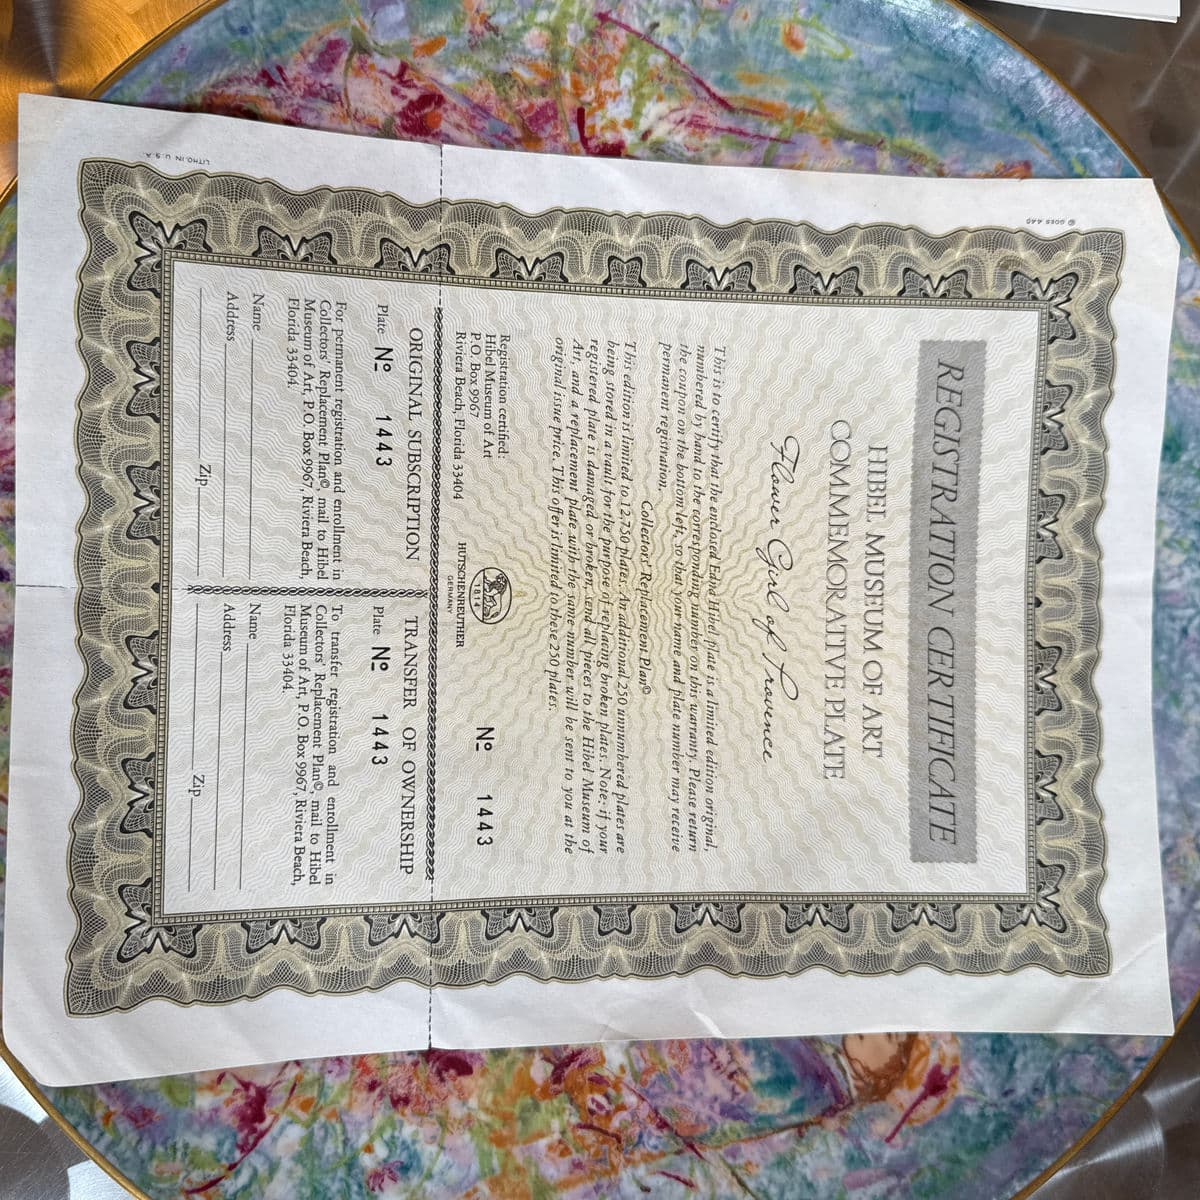 © GOES 440
REGISTRATION CERTIFICATE
HIBEL MUSEUM OF ART
COMMEMORATIVE PLATE
Flower Girl of Provence
This is to certify that the enclosed Edna Hibel plate is a limited edition original,
numbered by hand to the corresponding number on this warranty. Please return
the coupon on the bottom left, so that your name and plate number may receive
permanent registration.
Collectors' Replacement Plan©
This edition is limited to 12,750 plates. An additional 250 unnumbered plates are
being stored in a vault for the purpose of replacing broken plates. Note: if your
registered plate is damaged or broken, send all pieces to the Hibel Museum of
Art, and a replacement plate with the same number will be sent to you at the
original issue price. This offer is limited to these 250 plates.
Registration certified:
Hibel Museum of Art
P.O. Box 9967
Riviera Beach, Florida 33404
1814
HUTSCHENREUTHER
GERMANY
Nº 1443
ORIGINAL SUBSCRIPTION
Plate Nº 1443
For permanent registration and enrollment in
Collectors' Replacement Plan©, mail to Hibel
Museum of Art, P.O. Box 9967, Riviera Beach,
Florida 33404.
Name
Address
Zip
TRANSFER OF OWNERSHIP
Plate Nº 1443
To transfer registration and enrollment in
Collectors' Replacement Plan©, mail to Hibel
Museum of Art, P.O. Box 9967, Riviera Beach,
Florida 33404.
Name
Address
Zip
LITHO. IN U. S. A.